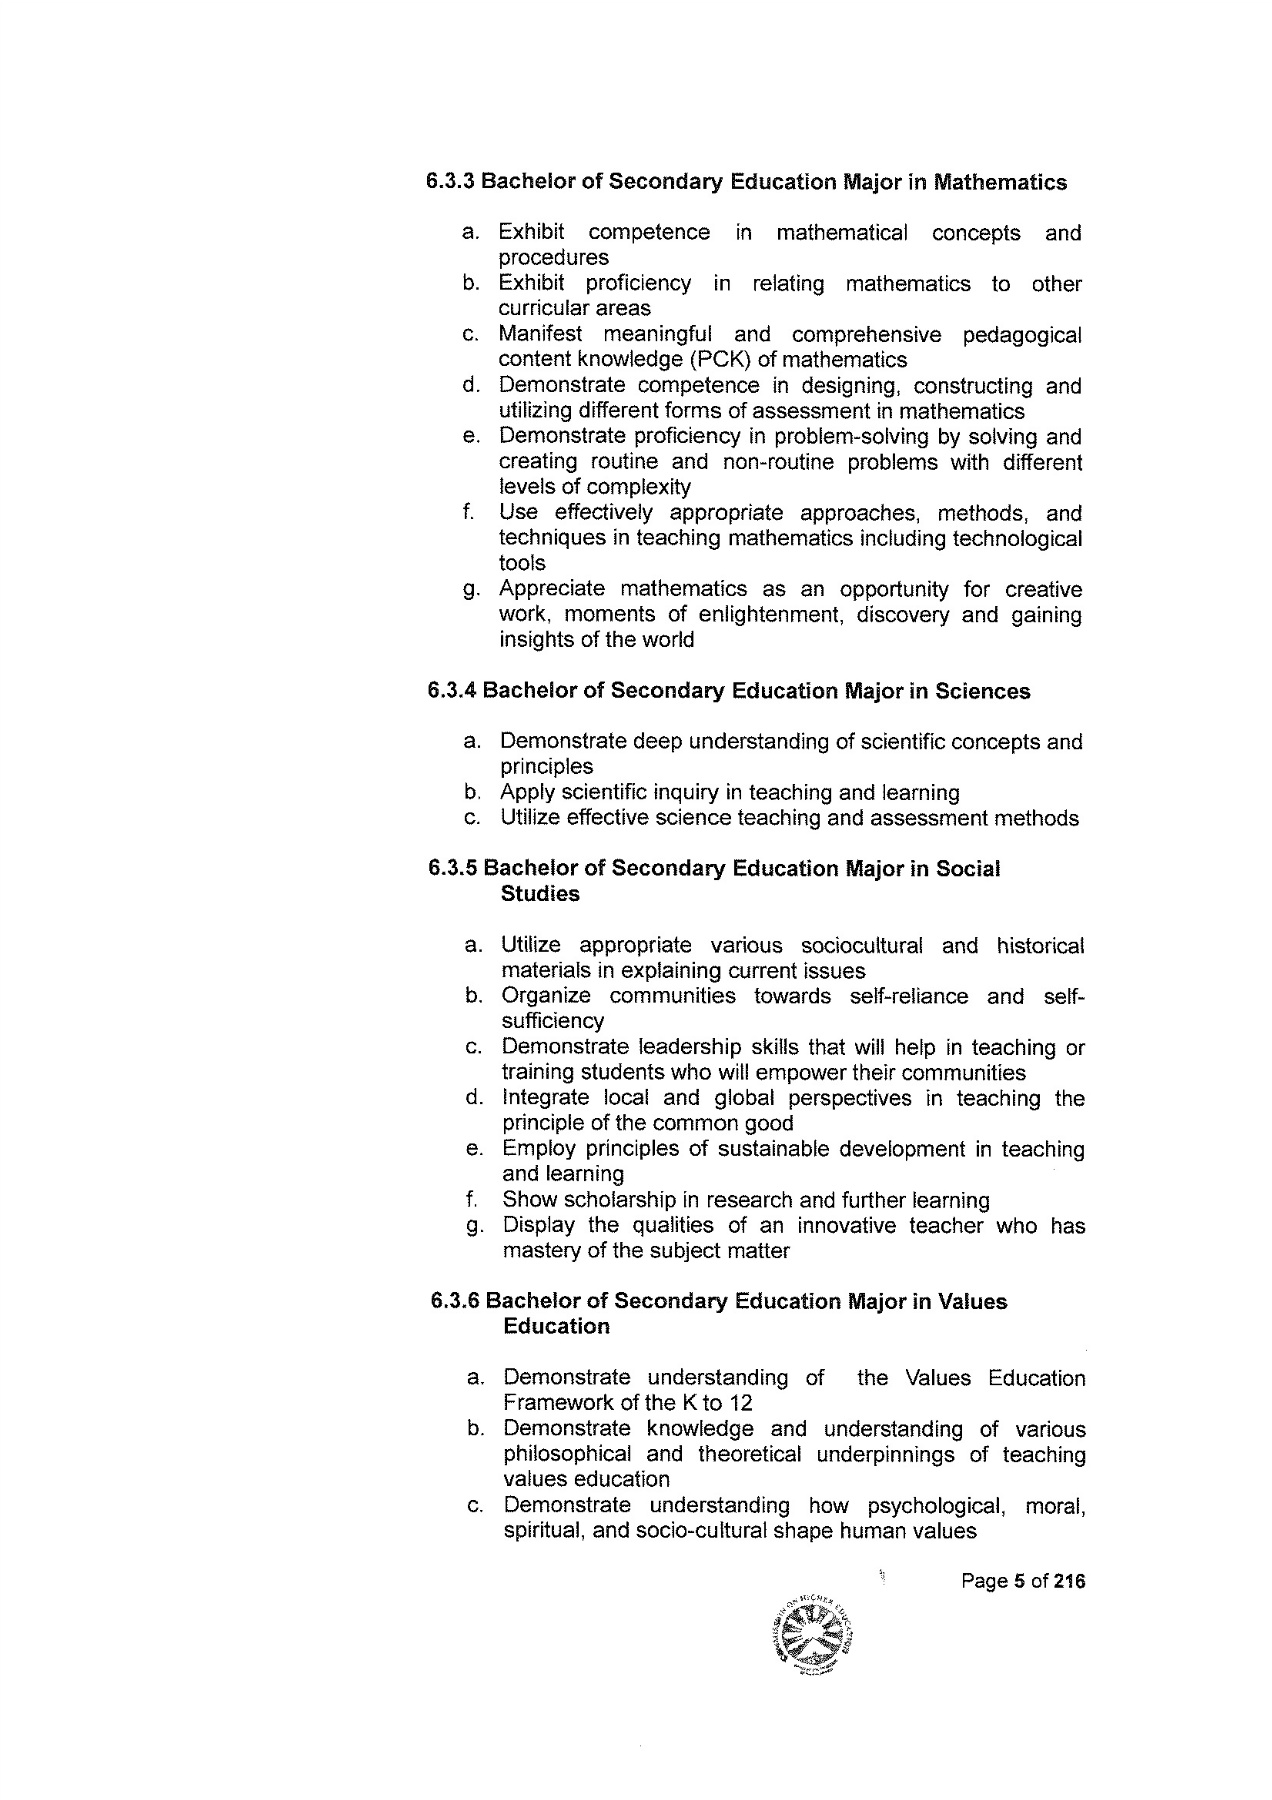 6.3.3 Bachelor of Secondary Education Major in Mathematics
a. Exhibit competence in mathematical concepts and
procedures
b. Exhibit proficiency in relating mathematics to other
curricular areas
c. Manifest meaningful and comprehensive pedagogical
content knowledge (PCK) of mathematics
d. Demonstrate competence in designing, constructing and
utilizing different forms of assessment in mathematics
e. Demonstrate proficiency in problem-solving by solving and
creating routine and non-routine problems with different
levels of complexity
f. Use effectively appropriate approaches, methods, and
techniques in teaching mathematics including technological
tools
g. Appreciate mathematics as an opportunity for creative
work, moments of enlightenment, discovery and gaining
insights of the world
6.3.4 Bachelor of Secondary Education Major in Sciences
a. Demonstrate deep understanding of scientific concepts and
principles
b. Apply scientific inquiry in teaching and learning
c. Utilize effective science teaching and assessment methods
6.3.5 Bachelor of Secondary Education Major in Social
Studies
a. Utilize appropriate various sociocultural and historical
materials in explaining current issues
b. Organize communities towards self-reliance and self-
sufficiency
c. Demonstrate leadership skills that will help in teaching or
training students who will empower their communities
d. Integrate local and global perspectives in teaching the
principle of the common good
e. Employ principles of sustainable development in teaching
and learning
f. Show scholarship in research and further learning
g. Display the qualities of an innovative teacher who has
mastery of the subject matter
6.3.6 Bachelor of Secondary Education Major in Values
Education
a. Demonstrate understanding of the Values Education
Framework of the K to 12
b. Demonstrate knowledge and understanding of various
philosophical and theoretical underpinnings of teaching
values education
c. Demonstrate understanding how psychological, moral,
spiritual, and socio-cultural shape human values
Page 5 of 216
ON HIGHER EDUCATION